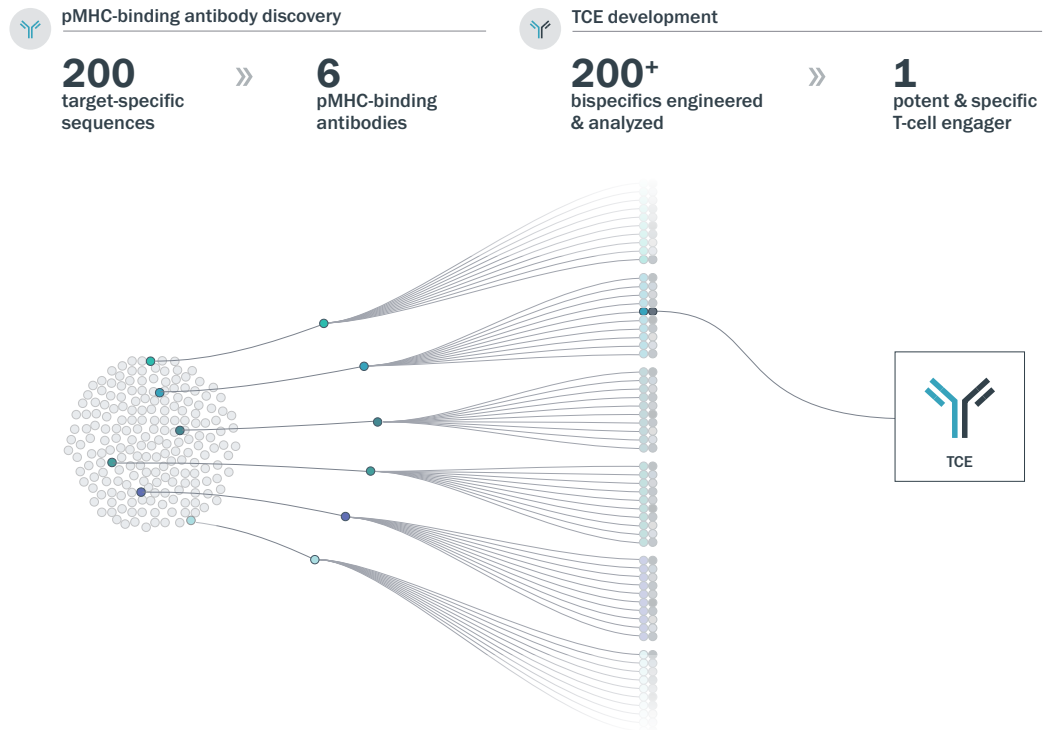 pMHC-binding antibody discovery
TCE development
200
»
6
200+
»
1
target-specific
sequences
pMHC-binding
antibodies
bispecifics engineered
& analyzed
potent & specific
T-cell engager
TCE